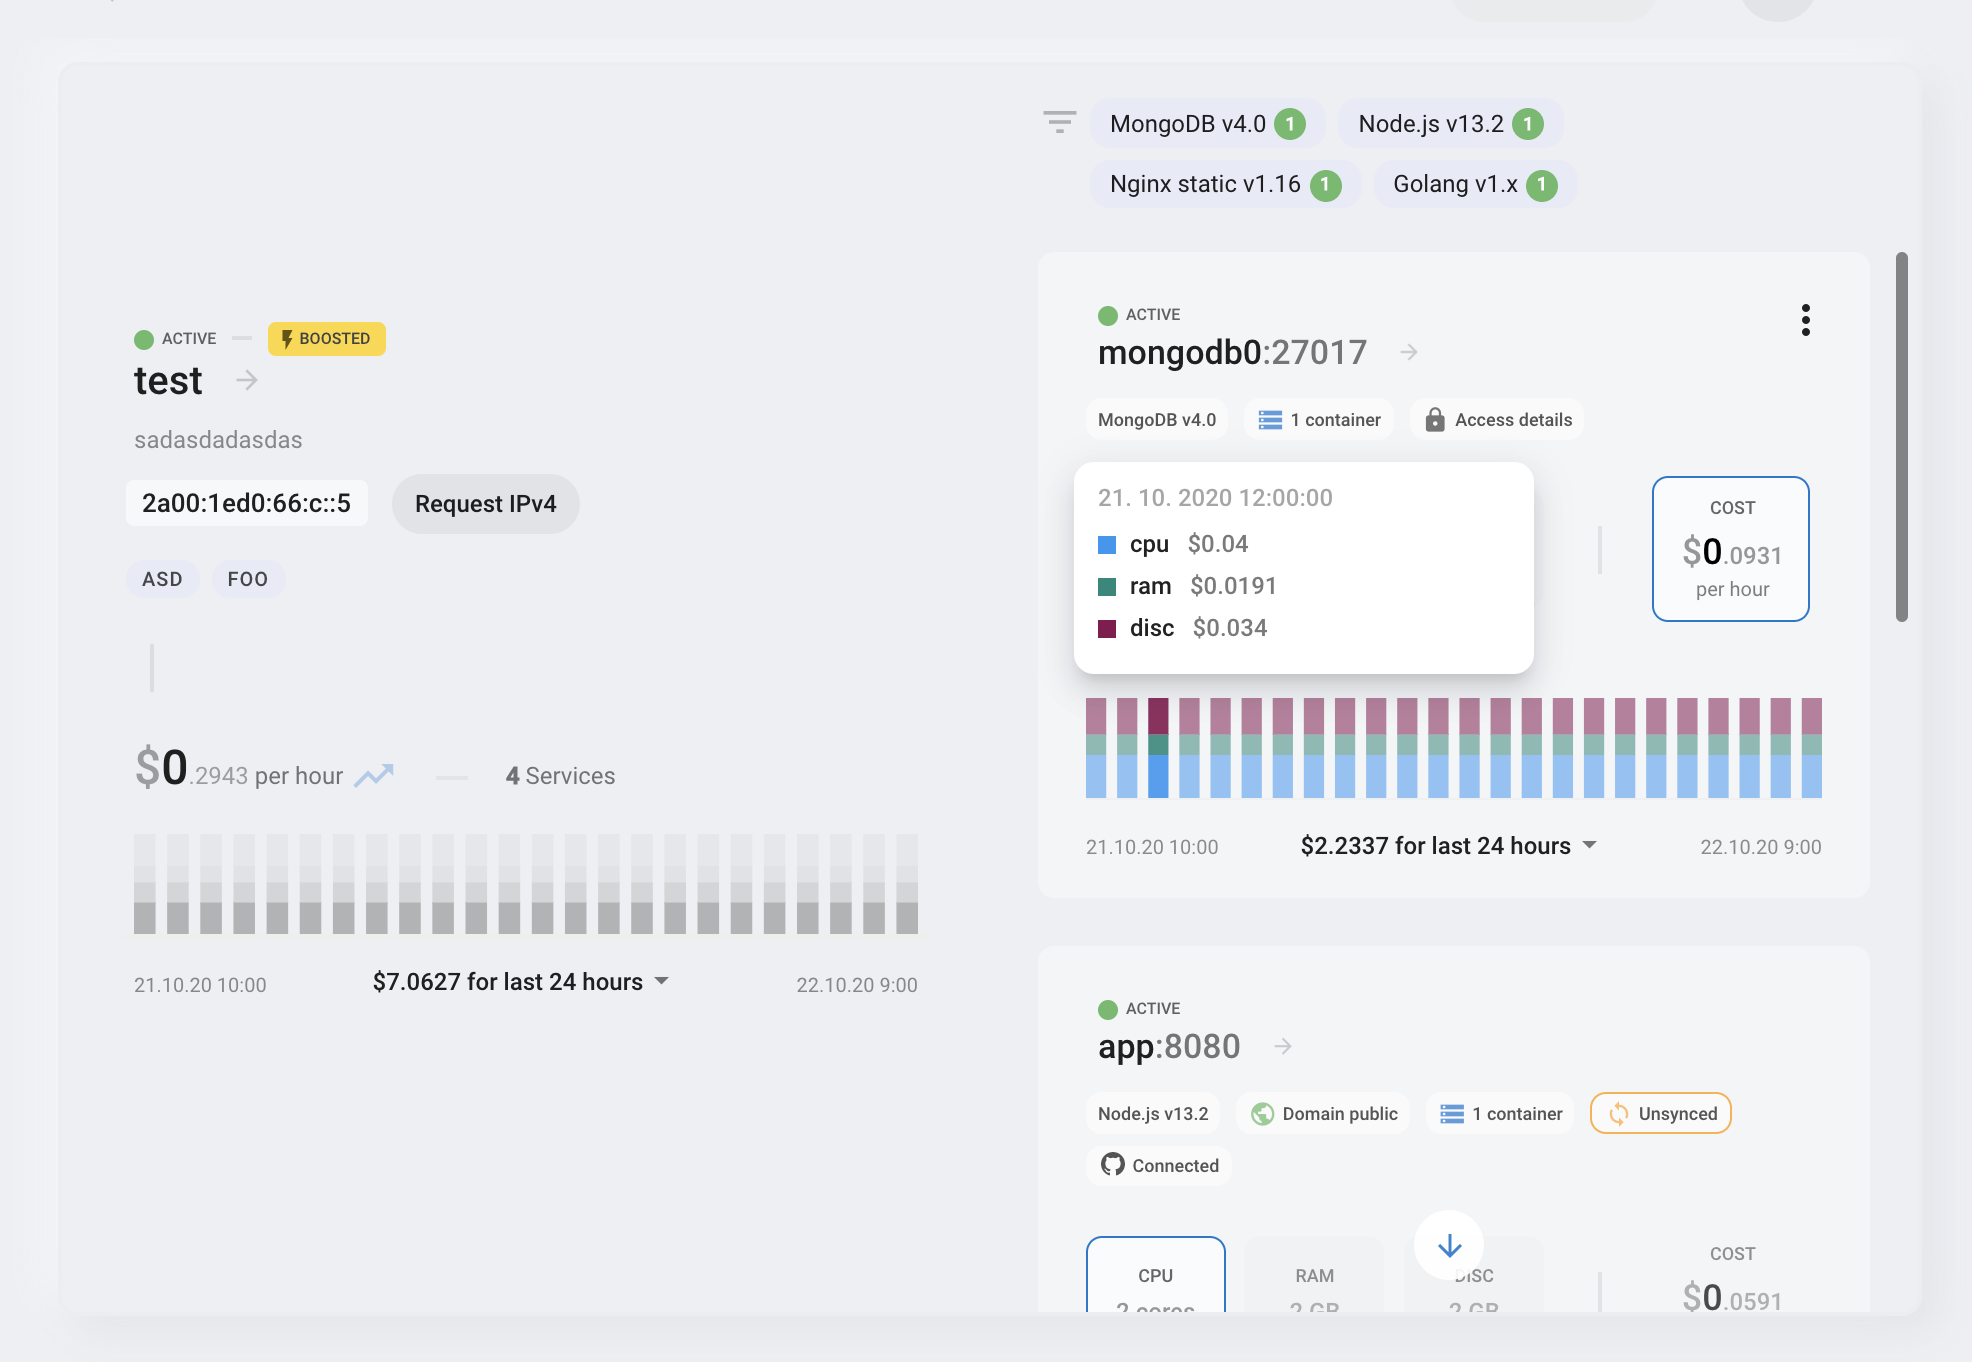 ACTIVE
BOOSTED
test
sadasdadasdas
2a00:1ed0:66:c::5
Request IPv4
ASD
FOO
$0.2943 per hour
4 Services
21.10.20 10:00
$7.0627 for last 24 hours
22.10.20 9:00
MongoDB v4.0 1
Node.js v13.2 1
Nginx static v1.16 1
Golang v1.x 1
ACTIVE
mongodb0:27017
MongoDB v4.0
1 container
Access details
21. 10. 2020 12:00:00
cpu $0.04
ram $0.0191
disc $0.034
COST
$0.0931
per hour
21.10.20 10:00
$2.2337 for last 24 hours
22.10.20 9:00
ACTIVE
app:8080
Node.js v13.2
Domain public
1 container
Unsynced
Connected
CPU
2 cores
RAM
2 GB
DISC
2 GB
COST
$0.0591